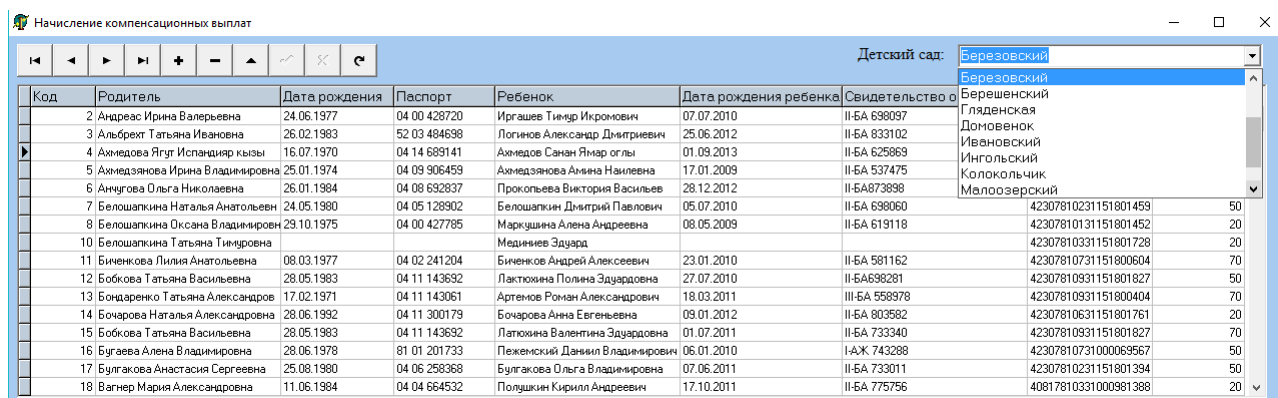 Начисление компенсационных выплат
Детский сад: Березовский
Березовский
Берешенский
Гляденская
Домовенок
Ивановский
Ингольский
Колокольчик
Малоозерский
Код Родитель Дата рождения Паспорт Ребенок Дата рождения ребенка Свидетельство о
2 Андреас Ирина Валерьевна 24.06.1977 04 00 428720 Иргашев Тимур Икромович 07.07.2010 II-БА 698097
3 Альбрехт Татьяна Ивановна 26.02.1983 52 03 484698 Логинов Александр Дмитриевич 25.06.2012 II-БА 833102
4 Ахмедова Ягут Испандияр кызы 16.07.1970 04 14 689141 Ахмедов Санан Ямар оглы 01.09.2013 II-БА 625869
5 Ахмедзянова Ирина Владимировна 25.01.1974 04 09 906459 Ахмедзянова Амина Наилевна 17.01.2009 II-БА 537475
6 Анчугова Ольга Николаевна 26.01.1984 04 08 692837 Прокопьева Виктория Васильев 28.12.2012 II-БА873898
7 Белошапкина Наталья Анатольевн 24.05.1980 04 05 128902 Белошапкин Дмитрий Павлович 05.07.2010 II-БА 698060 42307810231151801459 50
8 Белошапкина Оксана Владимировн 29.10.1975 04 00 427785 Маркушина Алена Андреевна 08.05.2009 II-БА 619118 42307810131151801452 20
10 Белошапкина Татьяна Тимуровна Мединиев Эдуард 42307810331151801728 20
11 Биченкова Лилия Анатольевна 08.03.1977 04 02 241204 Биченков Андрей Алексеевич 23.01.2010 II-БА 581162 42307810731151800604 70
12 Бобкова Татьяна Васильевна 28.05.1983 04 11 143692 Лактюхина Полина Эдуардовна 27.07.2010 II-БА698281 42307810931151801827 50
13 Бондаренко Татьяна Александров 17.02.1971 04 11 143061 Артемов Роман Александрович 18.03.2011 III-БА 558978 42307810931151800404 70
14 Бочарова Наталья Александровна 28.06.1992 04 11 300179 Бочарова Анна Евгеньевна 09.01.2012 II-БА 803582 42307810631151801761 20
15 Бобкова Татьяна Васильевна 28.05.1983 04 11 143692 Латюхина Валентина Эдуардовна 01.07.2011 II-БА 733340 42307810931151801827 70
16 Бугаева Алена Владимировна 28.06.1978 81 01 201733 Пежемский Даниил Владимирович 06.01.2010 I-АЖ 743288 42307810731000069567 50
17 Булгакова Анастасия Сергеевна 25.08.1980 04 06 258368 Булгакова Ольга Владимировна 07.06.2011 II-БА 733011 42307810231151801394 50
18 Вагнер Мария Александровна 11.06.1984 04 04 664532 Полушкин Кирилл Андреевич 17.10.2011 II-БА 775756 40817810331000981388 20